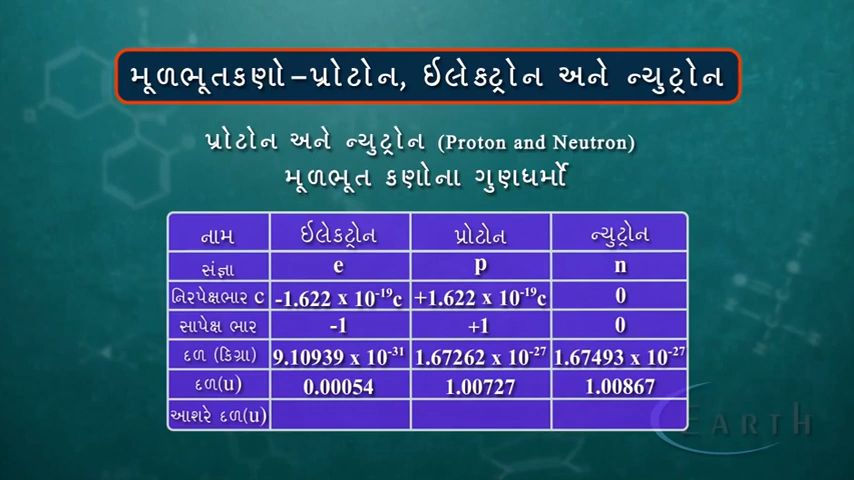 મૂળભૂતકણો–પ્રોટોન, ઈલેકટ્રોન અને ન્યુટ્રોન
પ્રોટોન અને ન્યુટ્રોન (Proton and Neutron)
મૂળભૂત કણોના ગુણધર્મો
નામ ઈલેકટ્રોન પ્રોટોન ન્યુટ્રોન
સંજ્ઞા e p n
નિરપેક્ષભાર c -1.622 x 10⁻¹⁹c +1.622 x 10⁻¹⁹c 0
સાપેક્ષ ભાર -1 +1 0
દળ (કિગ્રા) 9.10939 x 10⁻³¹ 1.67262 x 10⁻²⁷ 1.67493 x 10⁻²⁷
દળ(u) 0.00054 1.00727 1.00867
આશરે દળ(u)
EARTH